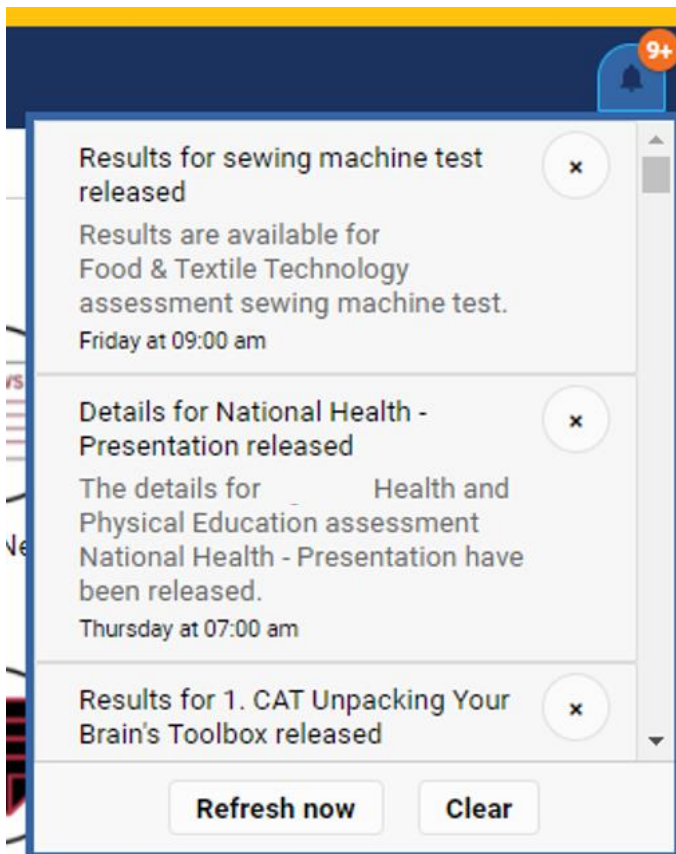 9+
Results for sewing machine test
released
Results are available for
Food & Textile Technology
assessment sewing machine test.
Friday at 09:00 am
Details for National Health -
Presentation released
The details for Health and
Physical Education assessment
National Health - Presentation have
been released.
Thursday at 07:00 am
Results for 1. CAT Unpacking Your
Brain's Toolbox released
Refresh now Clear